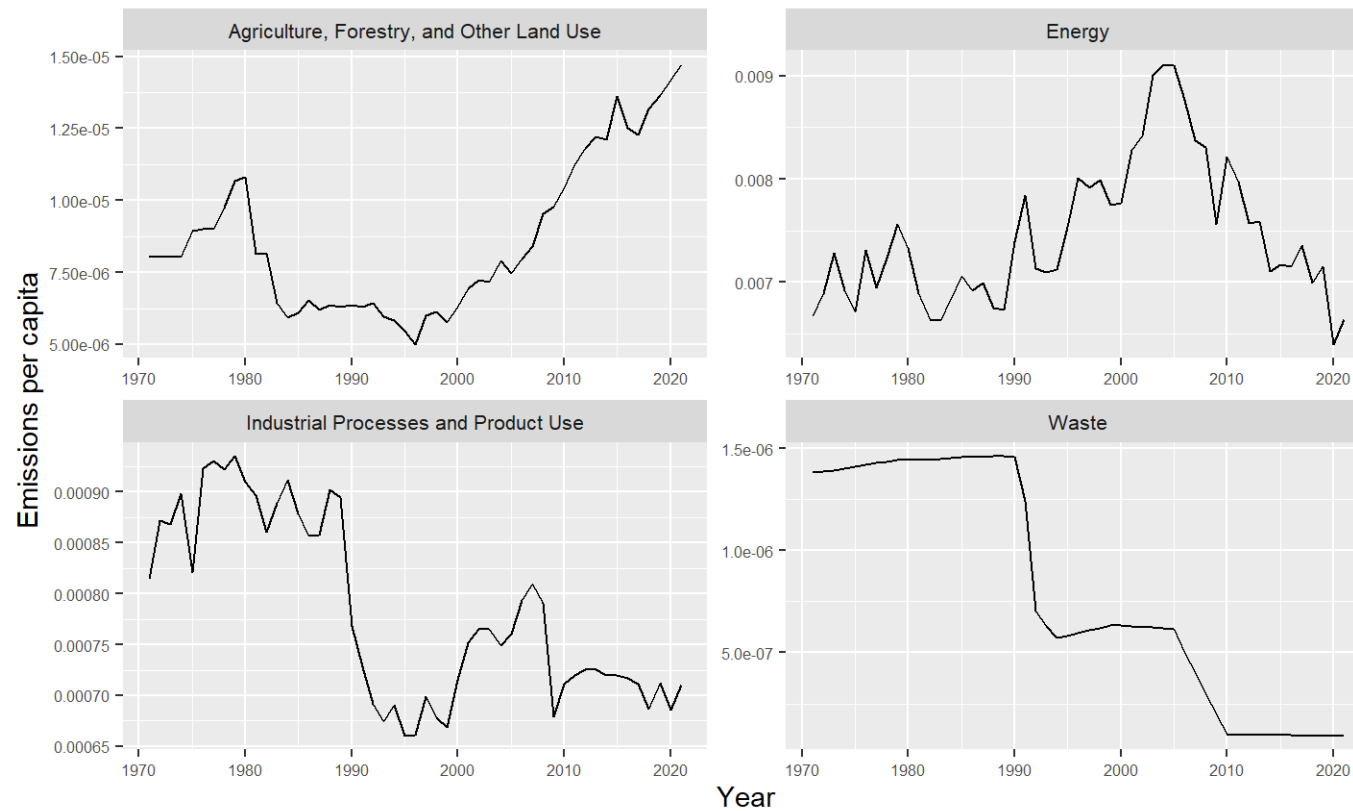 Agriculture, Forestry, and Other Land Use
1.50e-05
1.25e-05
1.00e-05
7.50e-06
5.00e-06
1970 1980 1990 2000 2010 2020
Energy
0.009
0.008
0.007
1970 1980 1990 2000 2010 2020
Industrial Processes and Product Use
0.00090
0.00085
0.00080
0.00075
0.00070
0.00065
1970 1980 1990 2000 2010 2020
Waste
1.5e-06
1.0e-06
5.0e-07
1970 1980 1990 2000 2010 2020
Emissions per capita
Year